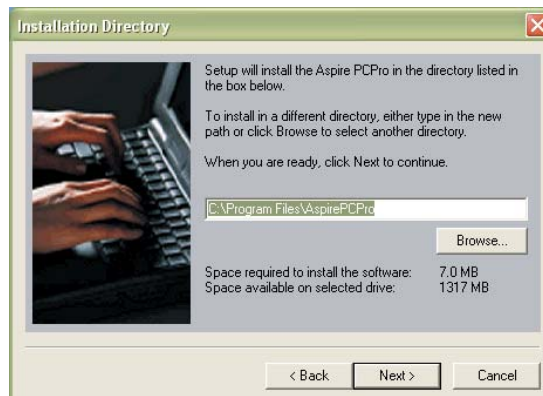 Installation Directory
Setup will install the Aspire PCPro in the directory listed in
the box below.
To install in a different directory, either type in the new
path or click Browse to select another directory.
When you are ready, click Next to continue.
C:\Program Files\AspirePCPro
Browse...
Space required to install the software: 7.0 MB
Space available on selected drive: 1317 MB
< Back Next > Cancel